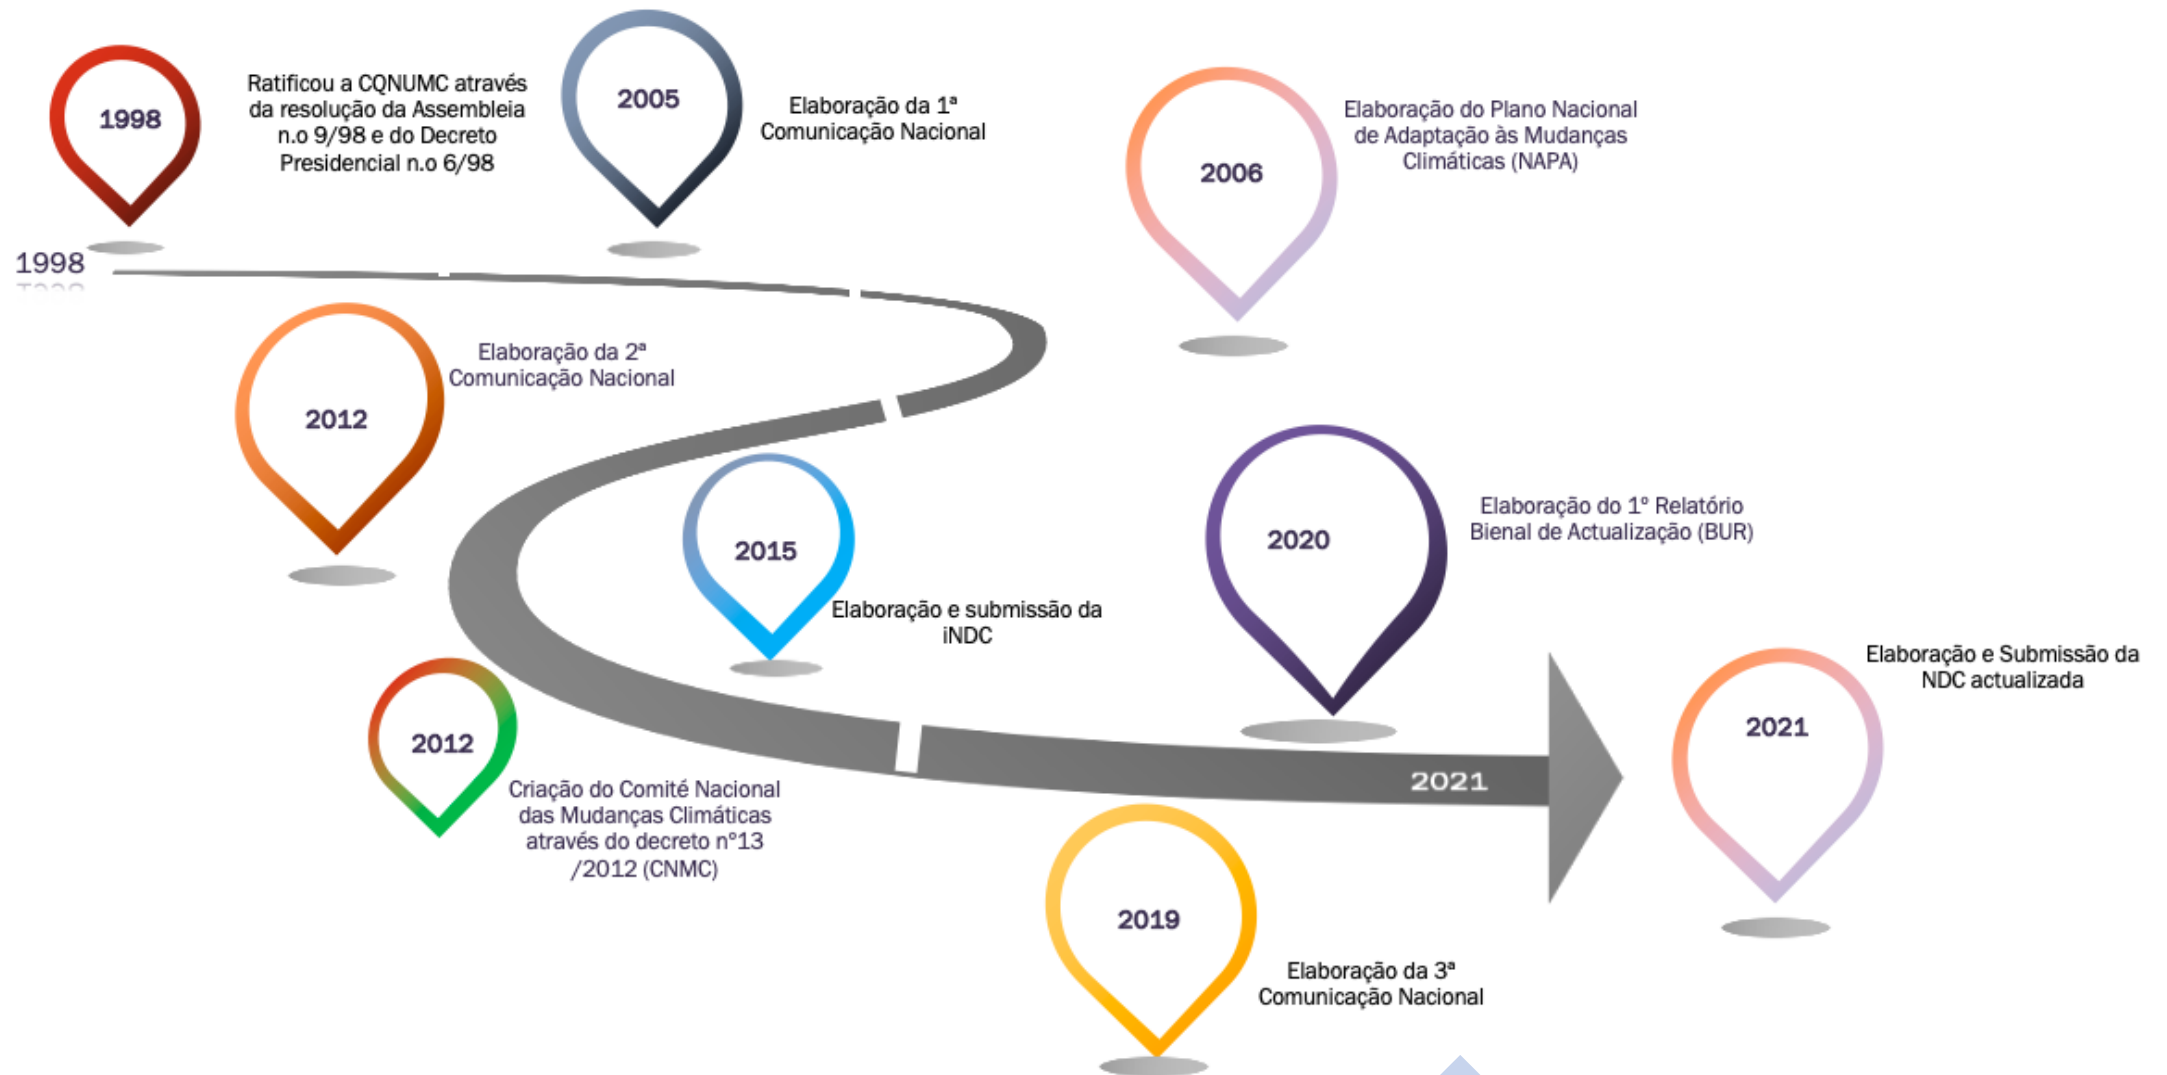 1998
Ratificou a CQNUMC através
da resolução da Assembleia
n.o 9/98 e do Decreto
Presidencial n.o 6/98
2005
Elaboração da 1ª
Comunicação Nacional
2006
Elaboração do Plano Nacional
de Adaptação às Mudanças
Climáticas (NAPA)
1998
2012
Elaboração da 2ª
Comunicação Nacional
2015
Elaboração e submissão da
iNDC
2020
Elaboração do 1º Relatório
Bienal de Actualização (BUR)
2012
Criação do Comité Nacional
das Mudanças Climáticas
através do decreto nº13
/2012 (CNMC)
2021
2021
Elaboração e Submissão da
NDC actualizada
2019
Elaboração da 3ª
Comunicação Nacional